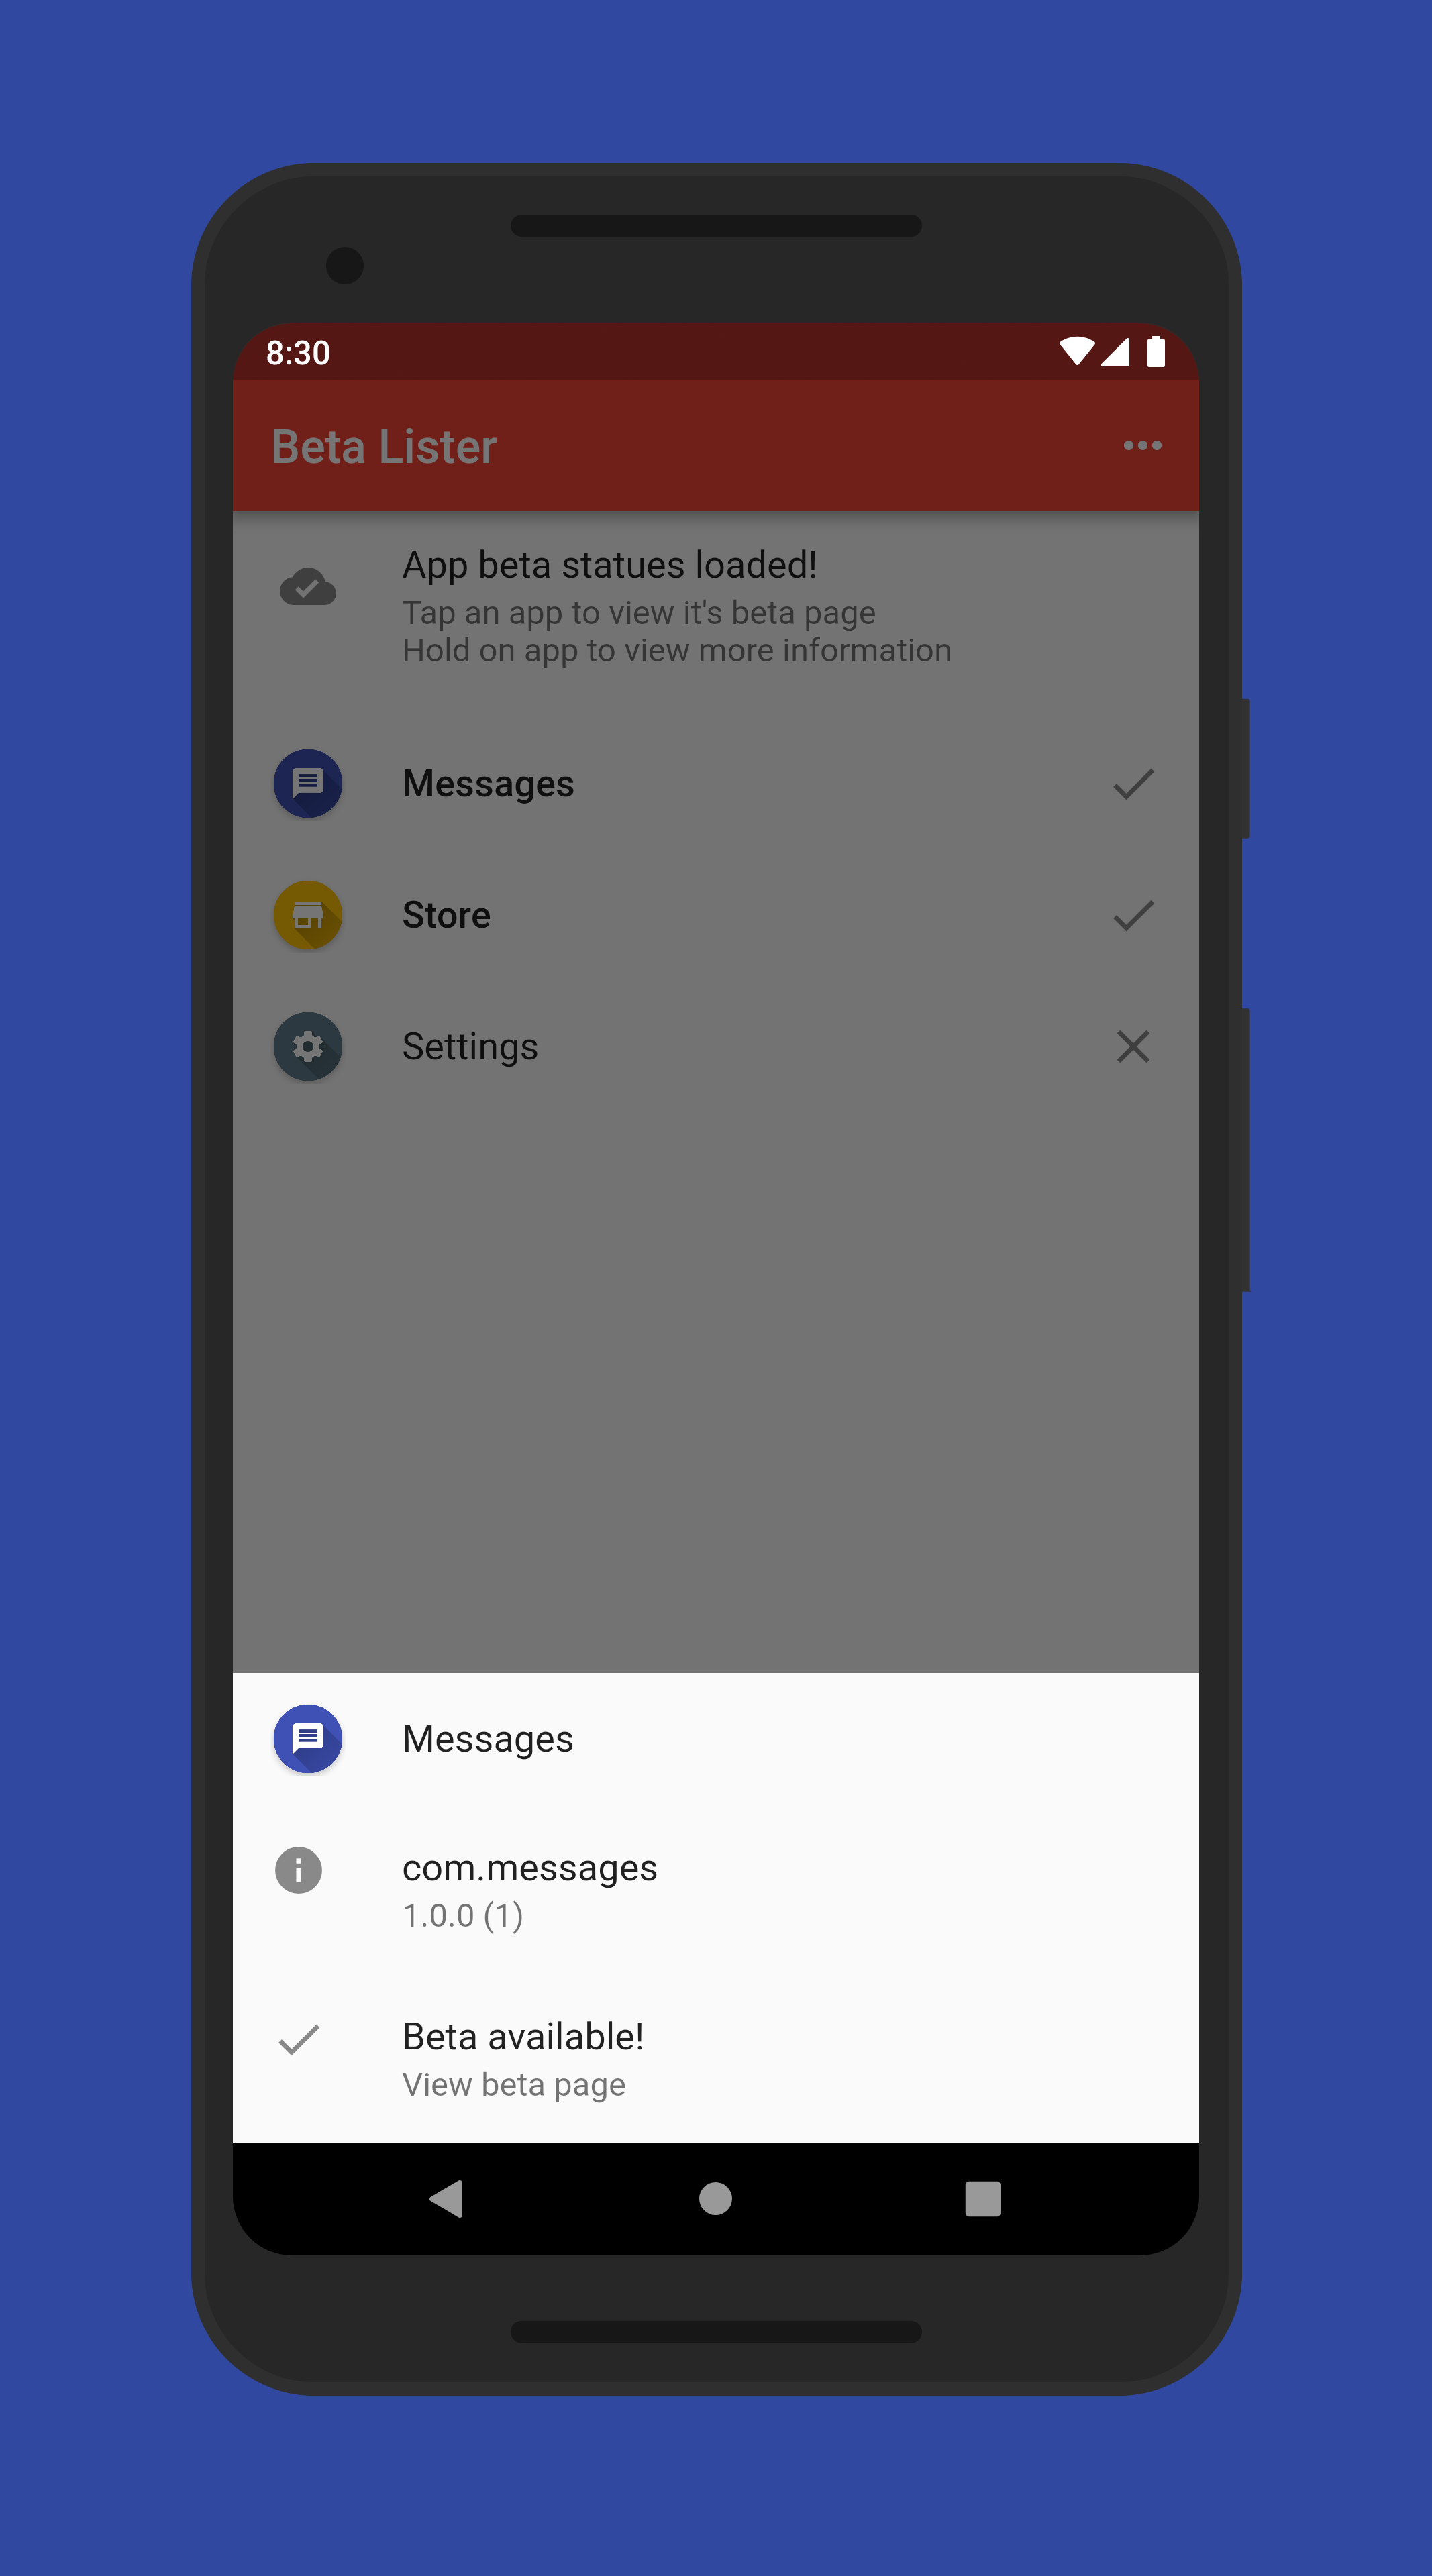 8:30
Beta Lister
App beta statues loaded!
Tap an app to view it's beta page
Hold on app to view more information
Messages
Store
Settings
Messages
com.messages
1.0.0 (1)
Beta available!
View beta page